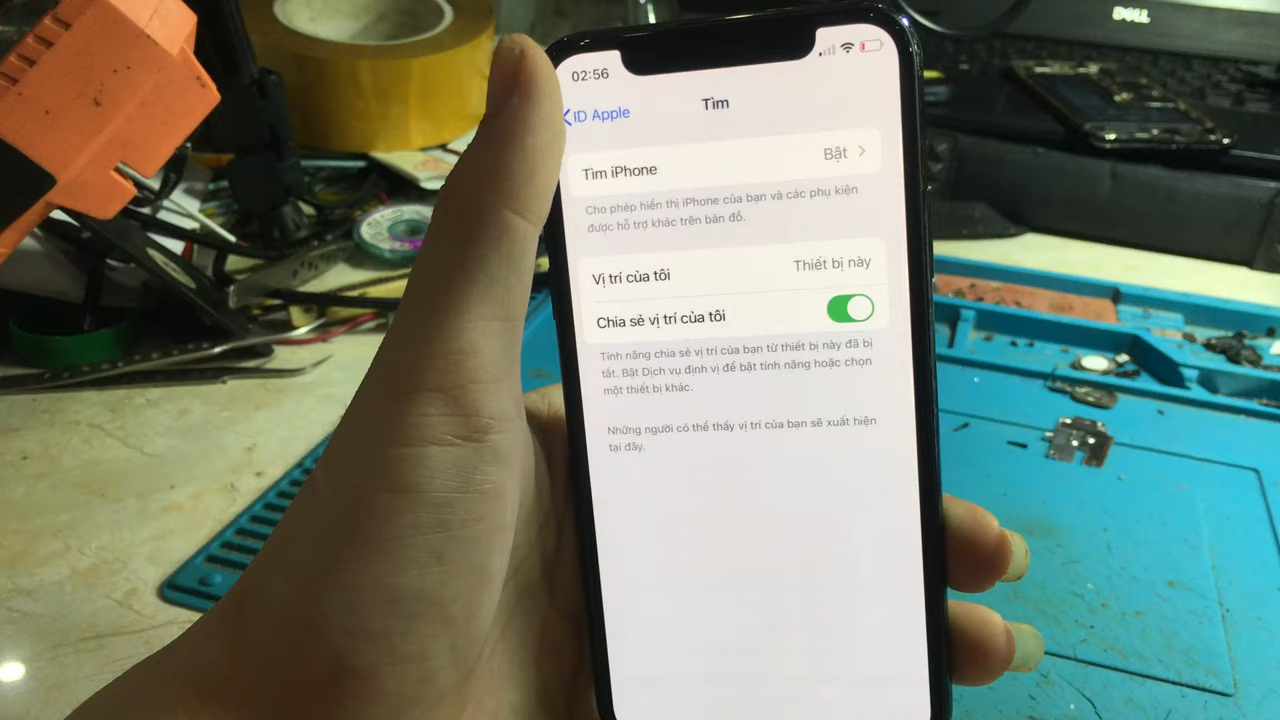 DELL
02:56
ID Apple
Tìm
Tìm iPhone
Bật
Cho phép hiển thị iPhone của bạn và các phụ kiện
được hỗ trợ khác trên bản đồ.
Vị trí của tôi
Thiết bị này
Chia sẻ vị trí của tôi
Tính năng chia sẻ vị trí của bạn từ thiết bị này đã bị
tắt. Bật Dịch vụ định vị để bật tính năng hoặc chọn
một thiết bị khác.
Những người có thể thấy vị trí của bạn sẽ xuất hiện
tại đây.